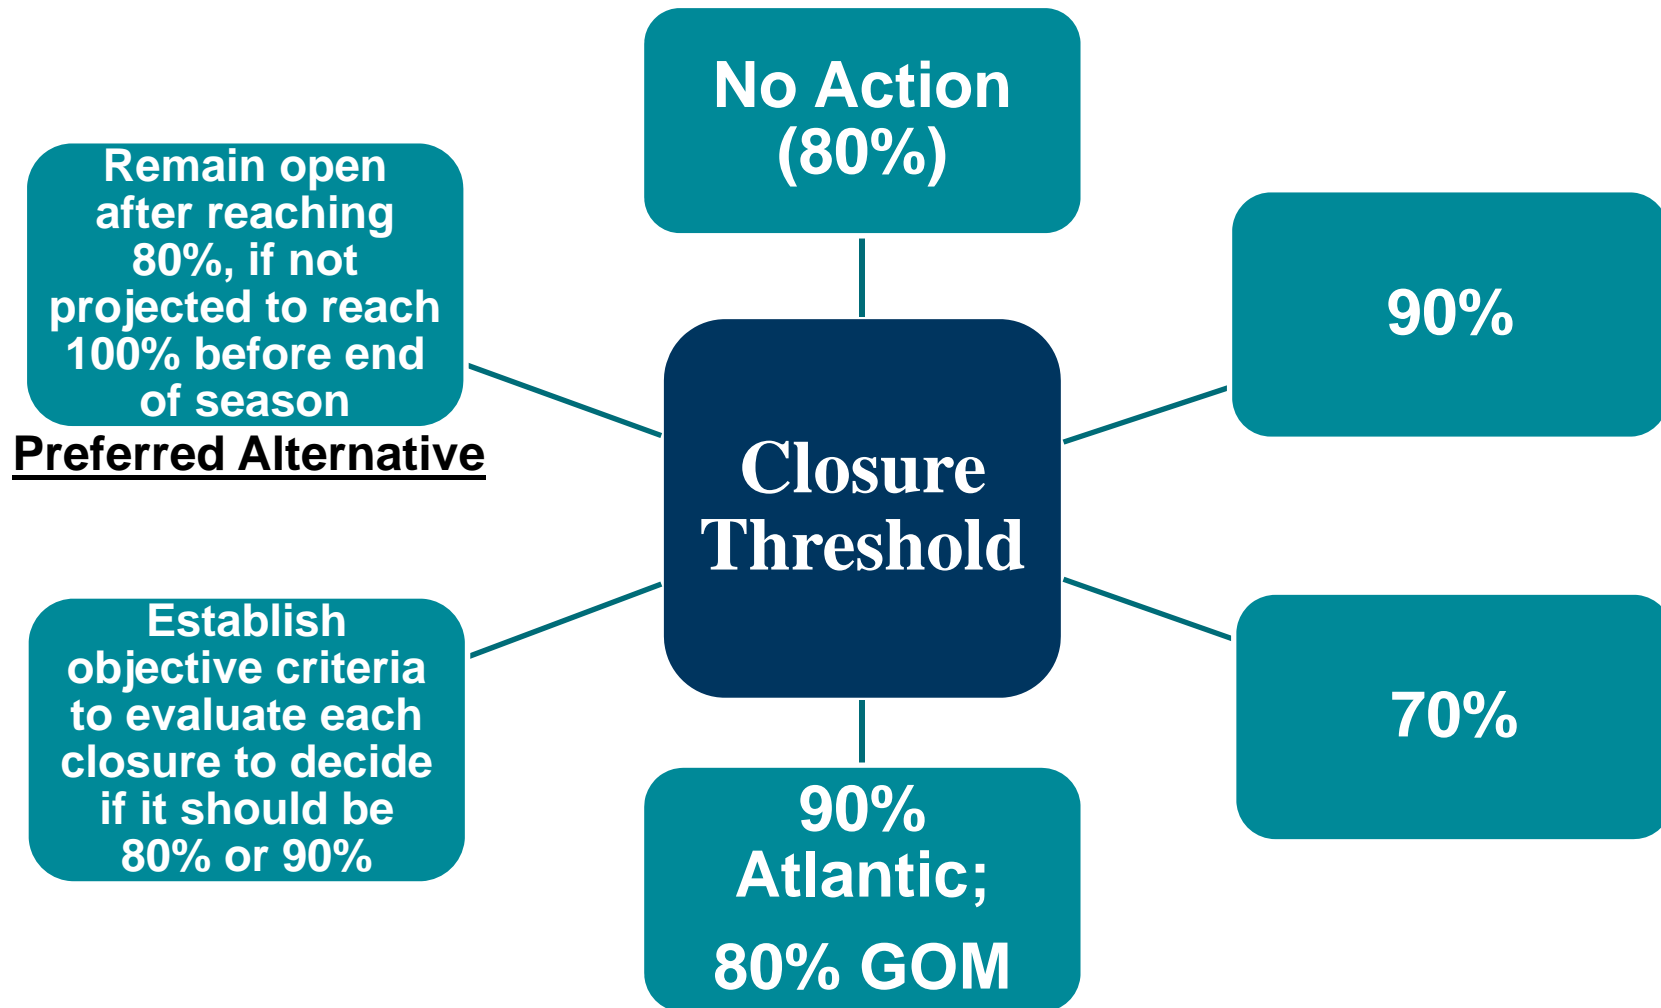 No Action
(80%)
90%
70%
90%
Atlantic;
80% GOM
Establish
objective criteria
to evaluate each
closure to decide
if it should be
80% or 90%
Remain open
after reaching
80%, if not
projected to reach
100% before end
of season
Preferred Alternative
Closure
Threshold